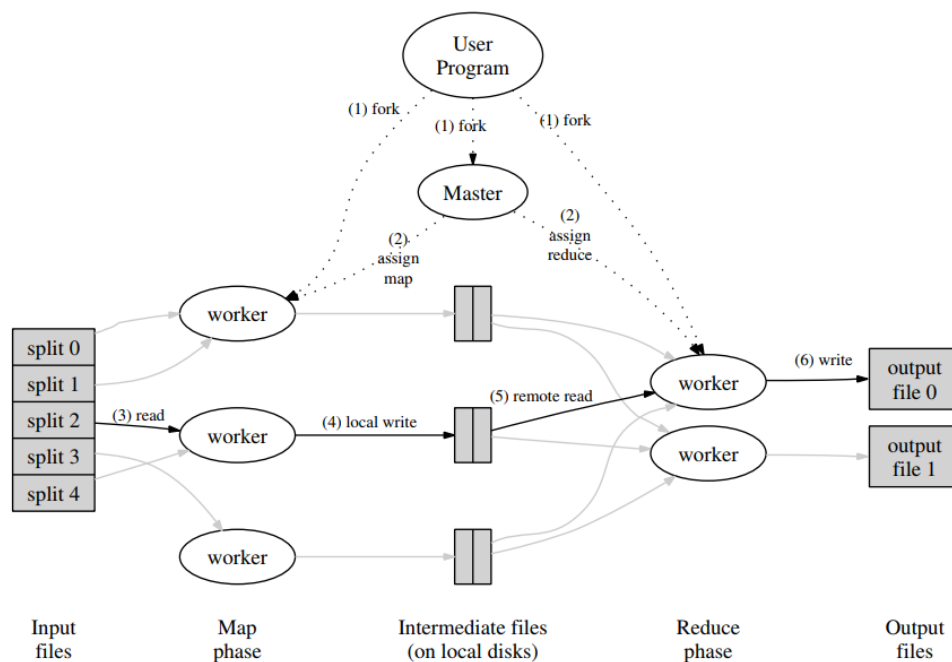 User
Program
(1) fork
(1) fork
(1) fork
Master
(2)
assign
map
(2)
assign
reduce
worker
split 0
split 1
split 2
split 3
split 4
(3) read
worker
(4) local write
(5) remote read
worker
(6) write
output
file 0
worker
output
file 1
worker
Input
files
Map
phase
Intermediate files
(on local disks)
Reduce
phase
Output
files